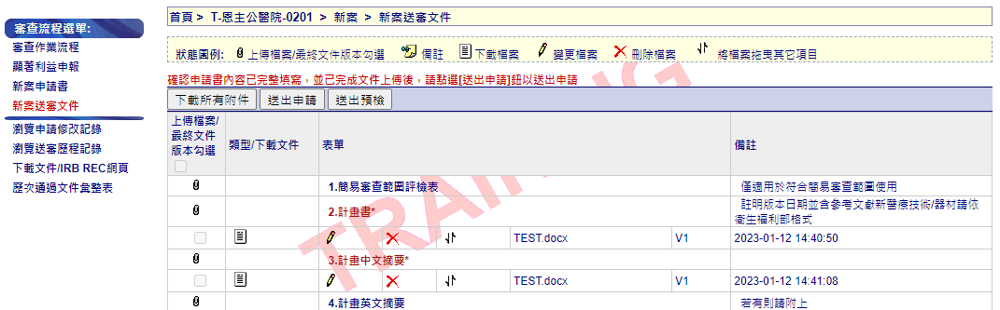 首頁 > T-恩主公醫院-0201 > 新案 > 新案送審文件
審查流程選單:
審查作業流程
顯著利益申報
新案申請書
新案送審文件
瀏覽申請修改記錄
瀏覽送審歷程記錄
下載文件/IRB REC網頁
歷次通過文件彙整表
狀態圖例: 上傳檔案/最終文件版本勾選 備註 下載檔案 變更檔案 刪除檔案 將檔案拖曳其它項目
確認申請書內容已完整填寫，並已完成文件上傳後，請點選[送出申請]鈕以送出申請
下載所有附件 送出申請 送出預檢
上傳檔案/
最終文件
版本勾選
類型/下載文件 表單 備註
1.簡易審查範圍評檢表 僅適用於符合簡易審查範圍使用
2.計畫書* 註明版本日期並含參考文獻新醫療技術/器材請依
衛生福利部格式
TEST.docx V1 2023-01-12 14:40:50
3.計畫中文摘要*
TEST.docx V1 2023-01-12 14:41:08
4.計畫英文摘要 若有則請附上
TRAINING